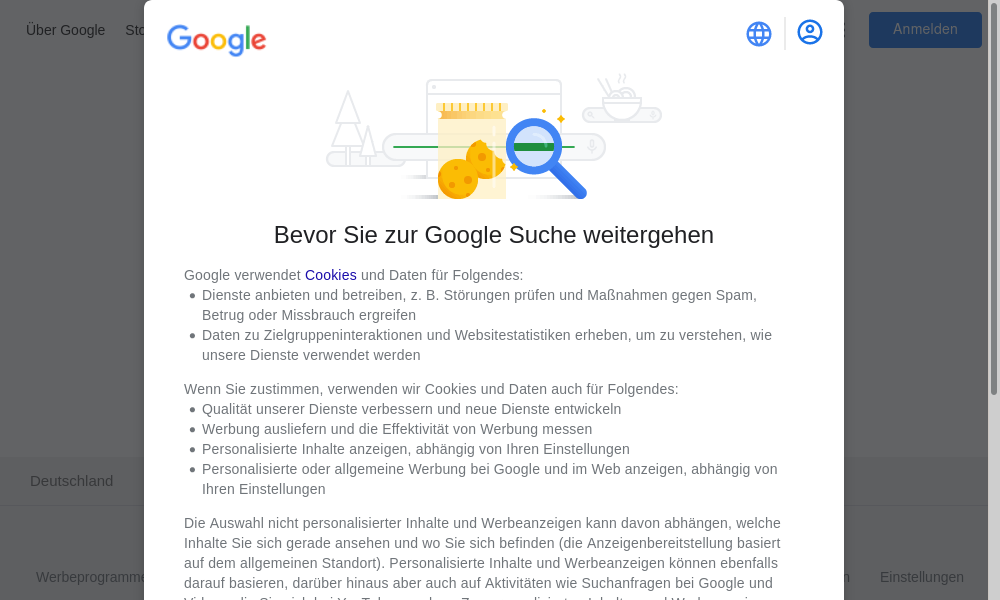 Über Google
Anmelden
Google
Bevor Sie zur Google Suche weitergehen
Google verwendet Cookies und Daten für Folgendes:
Dienste anbieten und betreiben, z. B. Störungen prüfen und Maßnahmen gegen Spam,
Betrug oder Missbrauch ergreifen
Daten zu Zielgruppeninteraktionen und Websitestatistiken erheben, um zu verstehen, wie
unsere Dienste verwendet werden
Wenn Sie zustimmen, verwenden wir Cookies und Daten auch für Folgendes:
Qualität unserer Dienste verbessern und neue Dienste entwickeln
Werbung ausliefern und die Effektivität von Werbung messen
Personalisierte Inhalte anzeigen, abhängig von Ihren Einstellungen
Personalisierte oder allgemeine Werbung bei Google und im Web anzeigen, abhängig von
Ihren Einstellungen
Die Auswahl nicht personalisierter Inhalte und Werbeanzeigen kann davon abhängen, welche
Inhalte Sie sich gerade ansehen und wo Sie sich befinden (die Anzeigenbereitstellung basiert
auf dem allgemeinen Standort). Personalisierte Inhalte und Werbeanzeigen können ebenfalls
darauf basieren, darüber hinaus aber auch auf Aktivitäten wie Suchanfragen bei Google und
Deutschland
Werbeprogramme
Einstellungen